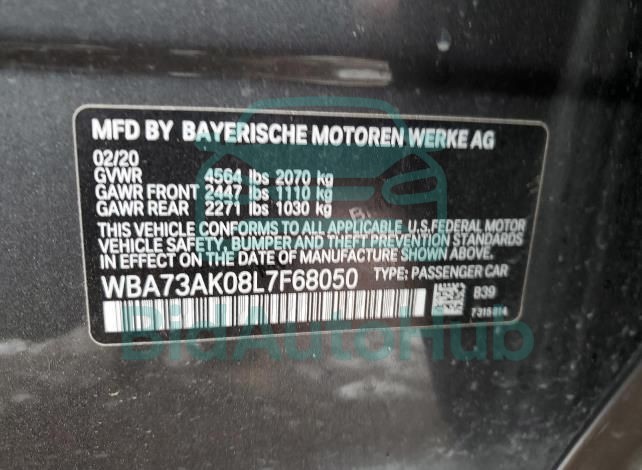 MFD BY BAYERISCHE MOTOREN WERKE AG
02/20
GVWR 4564 lbs 2070 kg
GAWR FRONT 2447 lbs 1110 kg
GAWR REAR 2271 lbs 1030 kg
THIS VEHICLE CONFORMS TO ALL APPLICABLE U.S.FEDERAL MOTOR
VEHICLE SAFETY, BUMPER AND THEFT PREVENTION STANDARDS
IN EFFECT ON THE DATE OF MANUFACTURE SHOWN ABOVE.
WBA73AK08L7F68050 TYPE: PASSENGER CAR
B39
7315814
BidAutoHub